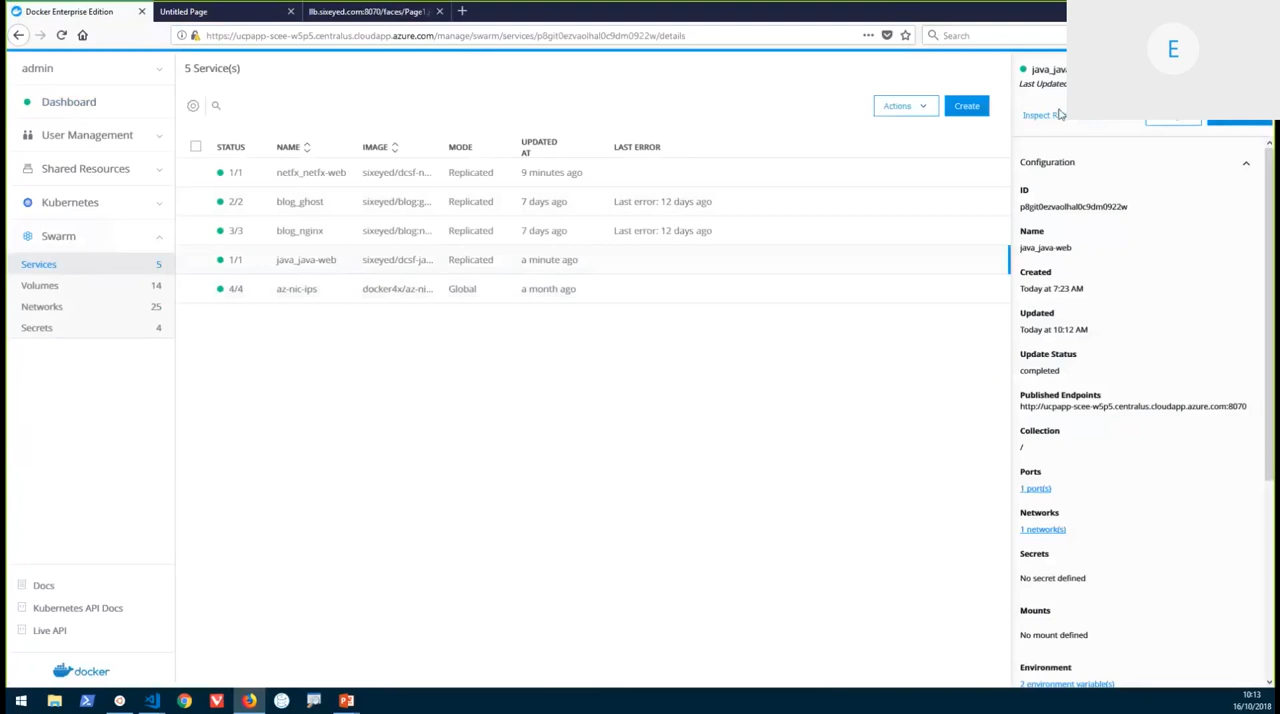 Docker Enterprise Edition
Untitled Page
llb.sixeyed.com:8070/faces/Page1.j
https://ucpapp-scee-w5p5.centralus.cloudapp.azure.com/manage/swarm/services/p8git0ezvaolhal0c9dm0922w/details
Search
E
admin
Dashboard
User Management
Shared Resources
Kubernetes
Swarm
Services 5
Volumes 14
Networks 25
Secrets 4
Docs
Kubernetes API Docs
Live API
docker
5 Service(s)
Actions
Create
STATUS NAME IMAGE MODE UPDATED AT LAST ERROR
1/1 netfx_netfx-web sixeyed/dcsf-n... Replicated 9 minutes ago
2/2 blog_ghost sixeyed/blog:g... Replicated 7 days ago Last error: 12 days ago
3/3 blog_nginx sixeyed/blog:n... Replicated 7 days ago Last error: 12 days ago
1/1 java_java-web sixeyed/dcsf-ja... Replicated a minute ago
4/4 az-nic-ips docker4x/az-ni... Global a month ago
java_jav
Last Updated
Inspect R
Configuration
ID
p8git0ezvaolhal0c9dm0922w
Name
java_java-web
Created
Today at 7:23 AM
Updated
Today at 10:12 AM
Update Status
completed
Published Endpoints
http://ucpapp-scee-w5p5.centralus.cloudapp.azure.com:8070
Collection
/
Ports
1 port(s)
Networks
1 network(s)
Secrets
No secret defined
Mounts
No mount defined
Environment
2 environment variable(s)
10:13
16/10/2018